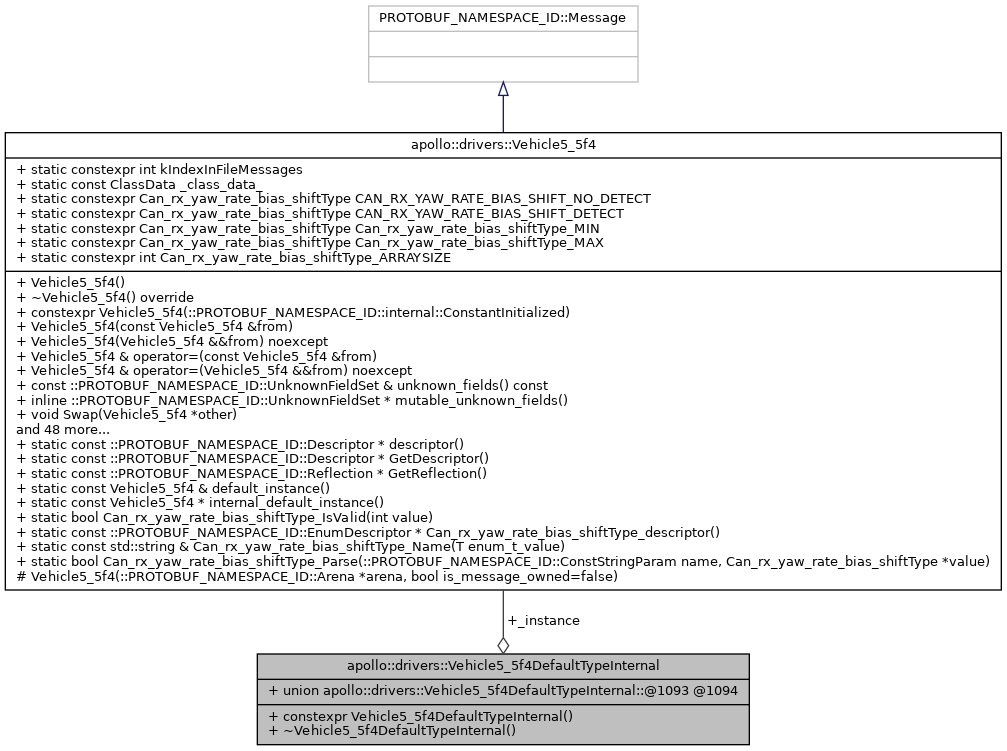 PROTOBUF_NAMESPACE_ID::Message
apollo::drivers::Vehicle5_5f4
+ static constexpr int kIndexInFileMessages
+ static const ClassData _class_data_
+ static constexpr Can_rx_yaw_rate_bias_shiftType CAN_RX_YAW_RATE_BIAS_SHIFT_NO_DETECT
+ static constexpr Can_rx_yaw_rate_bias_shiftType CAN_RX_YAW_RATE_BIAS_SHIFT_DETECT
+ static constexpr Can_rx_yaw_rate_bias_shiftType Can_rx_yaw_rate_bias_shiftType_MIN
+ static constexpr Can_rx_yaw_rate_bias_shiftType Can_rx_yaw_rate_bias_shiftType_MAX
+ static constexpr int Can_rx_yaw_rate_bias_shiftType_ARRAYSIZE
+ Vehicle5_5f4()
+ ~Vehicle5_5f4() override
+ constexpr Vehicle5_5f4(::PROTOBUF_NAMESPACE_ID::internal::ConstantInitialized)
+ Vehicle5_5f4(const Vehicle5_5f4 &from)
+ Vehicle5_5f4(Vehicle5_5f4 &&from) noexcept
+ Vehicle5_5f4 & operator=(const Vehicle5_5f4 &from)
+ Vehicle5_5f4 & operator=(Vehicle5_5f4 &&from) noexcept
+ const ::PROTOBUF_NAMESPACE_ID::UnknownFieldSet & unknown_fields() const
+ inline ::PROTOBUF_NAMESPACE_ID::UnknownFieldSet * mutable_unknown_fields()
+ void Swap(Vehicle5_5f4 *other)
and 48 more...
+ static const ::PROTOBUF_NAMESPACE_ID::Descriptor * descriptor()
+ static const ::PROTOBUF_NAMESPACE_ID::Descriptor * GetDescriptor()
+ static const ::PROTOBUF_NAMESPACE_ID::Reflection * GetReflection()
+ static const Vehicle5_5f4 & default_instance()
+ static const Vehicle5_5f4 * internal_default_instance()
+ static bool Can_rx_yaw_rate_bias_shiftType_IsValid(int value)
+ static const ::PROTOBUF_NAMESPACE_ID::EnumDescriptor * Can_rx_yaw_rate_bias_shiftType_descriptor()
+ static const std::string & Can_rx_yaw_rate_bias_shiftType_Name(T enum_t_value)
+ static bool Can_rx_yaw_rate_bias_shiftType_Parse(::PROTOBUF_NAMESPACE_ID::ConstStringParam name, Can_rx_yaw_rate_bias_shiftType *value)
# Vehicle5_5f4(::PROTOBUF_NAMESPACE_ID::Arena *arena, bool is_message_owned=false)
+_instance
apollo::drivers::Vehicle5_5f4DefaultTypeInternal
+ union apollo::drivers::Vehicle5_5f4DefaultTypeInternal::@1093 @1094
+ constexpr Vehicle5_5f4DefaultTypeInternal()
+ ~Vehicle5_5f4DefaultTypeInternal()